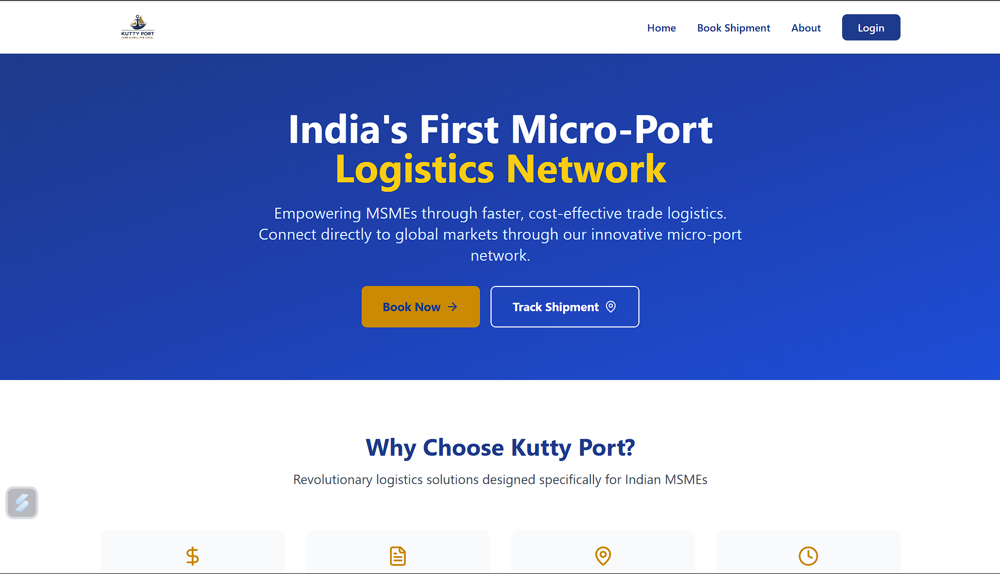 KUTTY PORT
THINK GLOBAL, SHIP LOCAL.
Home
Book Shipment
About
Login
India's First Micro-Port
Logistics Network
Empowering MSMEs through faster, cost-effective trade logistics.
Connect directly to global markets through our innovative micro-port
network.
Book Now
Track Shipment
Why Choose Kutty Port?
Revolutionary logistics solutions designed specifically for Indian MSMEs